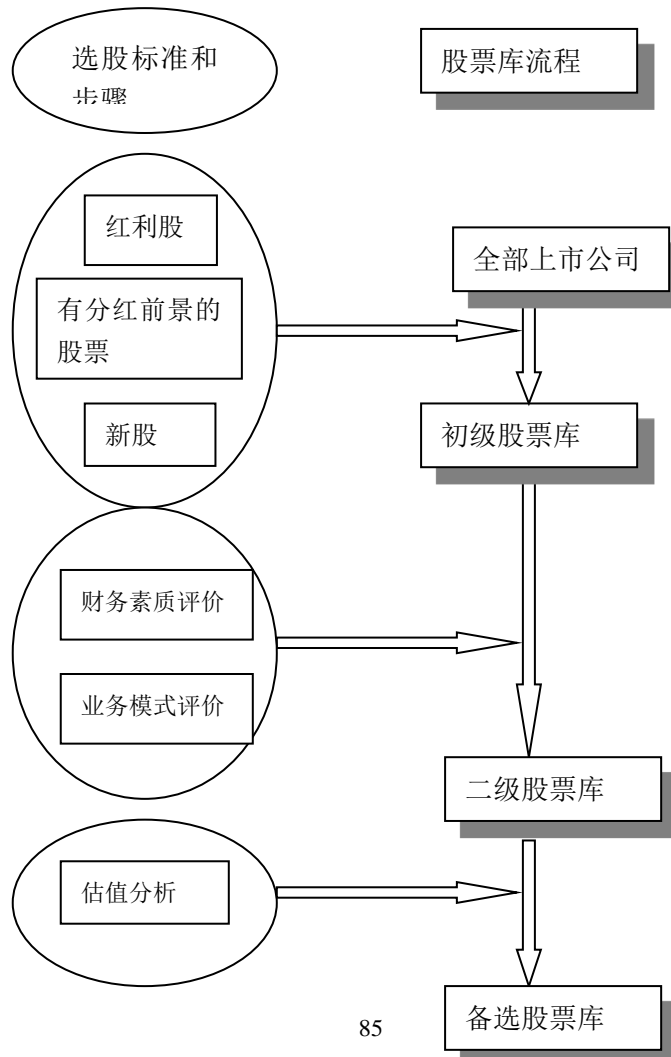 选股标准和
步骤
股票库流程
红利股
有分红前景的
股票
新股
全部上市公司
初级股票库
财务素质评价
业务模式评价
二级股票库
估值分析
备选股票库
85